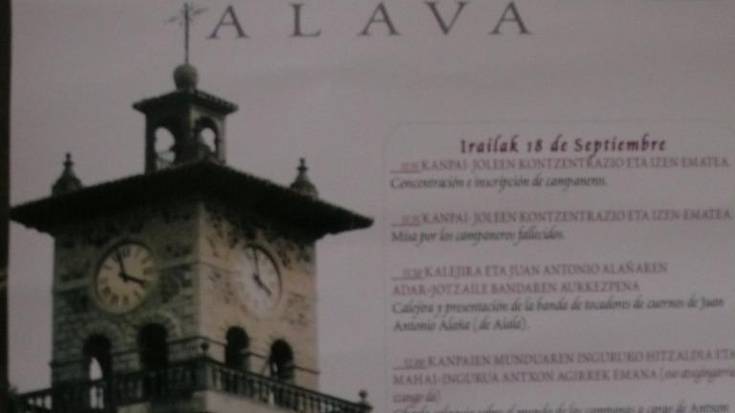 ALAVA
Irailak 18 de Septiembre
KANPAI-JOLEEN KONTZENTRAZIO ETA IZEN EMATEA.
Concentración e inscripción de campaneros.
KANPAI-JOLEEN KONTZENTRAZIO ETA IZEN EMATEA
Misa por los campaneros fallecidos.
KALEJIRA ETA JUAN ANTONIO ALAÑAREN
ADAR-JOTZAILE BANDAREN AURKEZPENA
Calejira y presentación de la banda de tocadores de cuernos de Juan
Antonio Alaña (de Aiala).
KANPAIEN MUNDUAREN INGURUKO HITZALDIA ETA
MAHAI-INGURUA ANTXON AGIRREK EMANA